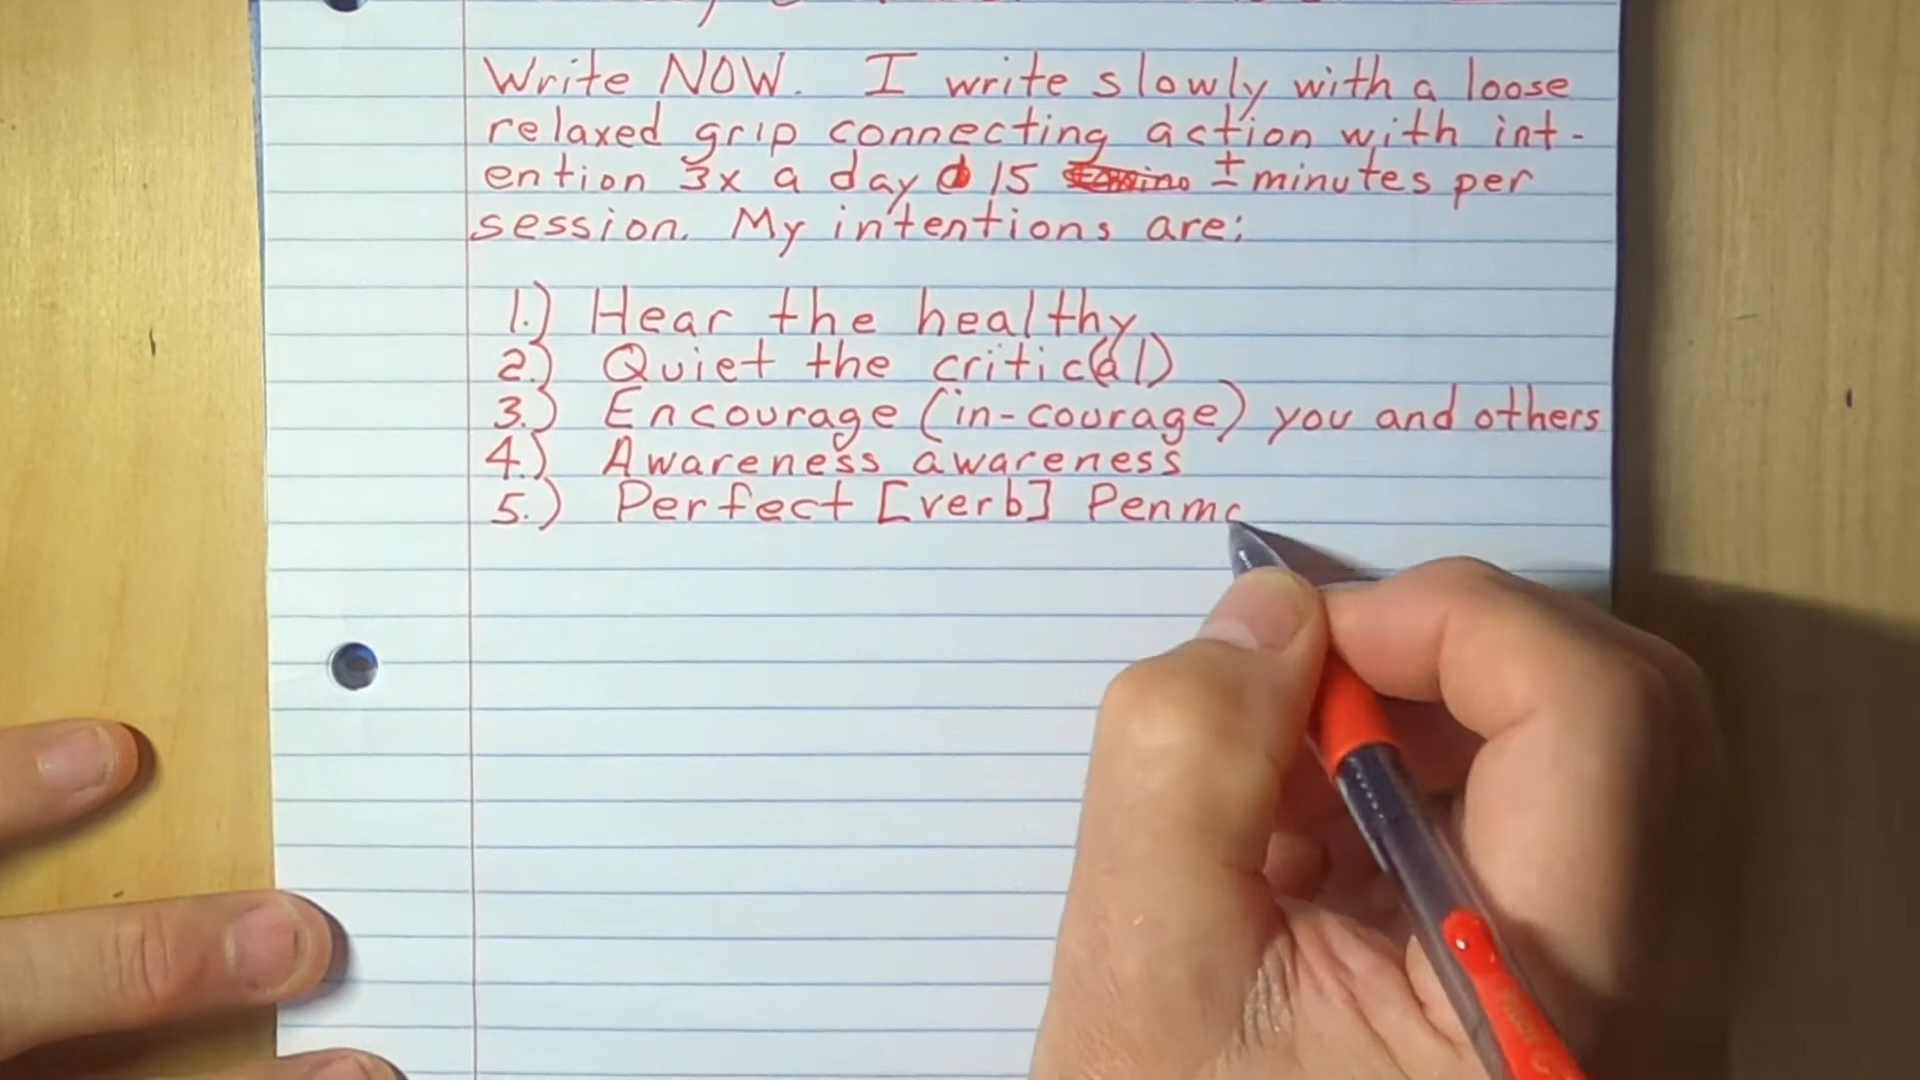 Write NOW. I write slowly with a loose
relaxed grip connecting action with int-
ention 3x a day 15 ± minutes per
session. My intentions are:
1.) Hear the healthy
2.) Quiet the critic(al)
3.) Encourage (in-courage) you and others
4.) Awareness awareness
5.) Perfect [verb] Penma